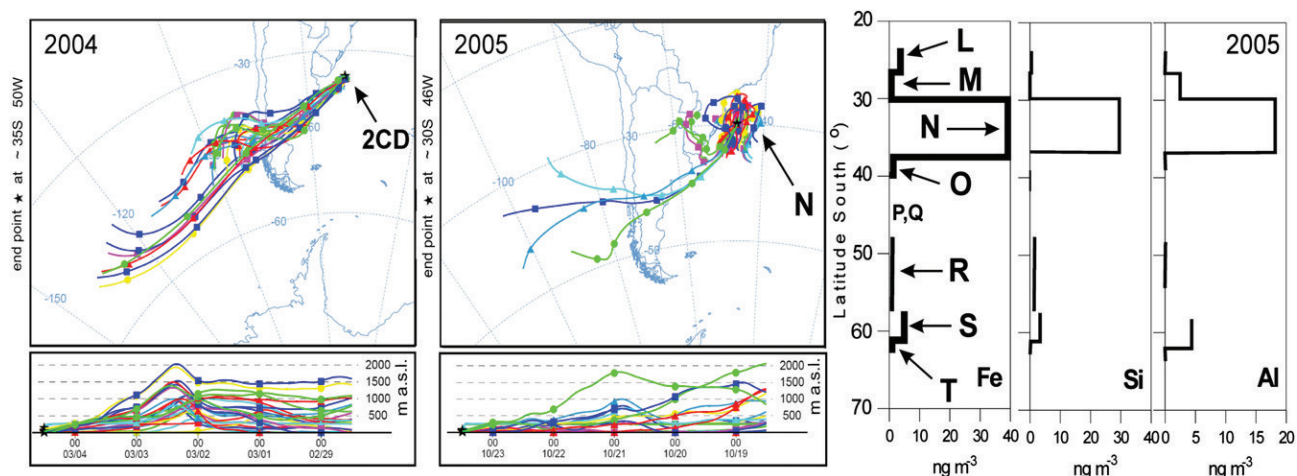 2004
-30
-60
2CD
-120
-60
-150
end point ★ at ~ 35S 50W
2000
1500
1000
500
m a.s.l.
00 00 00 00 00
03/04 03/03 03/02 03/01 02/29
2005
-60
-80
-40
-30
-80
-100
-50
N
end point ★ at ~ 30S 46W
2000
1500
1000
500
m a.s.l.
00 00 00 00 00
10/23 10/22 10/21 10/20 10/19
Latitude South ( º )
20
30
40
50
60
70
L
M
N
O
P,Q
R
S
T
Fe
0 10 20 30 40
ng m⁻³
Si
0 10 20 30 40
ng m⁻³
2005
Al
0 5 10 15 20
ng m⁻³